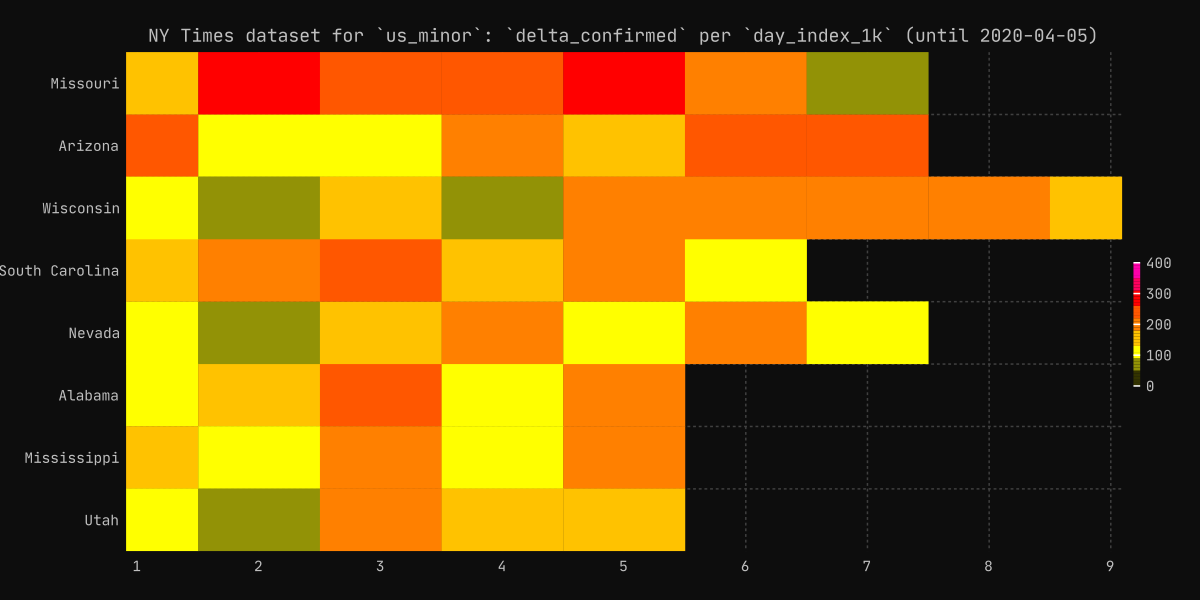 NY Times dataset for `us_minor`: `delta_confirmed` per `day_index_1k` (until 2020-04-05)
Missouri
Arizona
Wisconsin
South Carolina
Nevada
Alabama
Mississippi
Utah
1 2 3 4 5 6 7 8 9
400
300
200
100
0